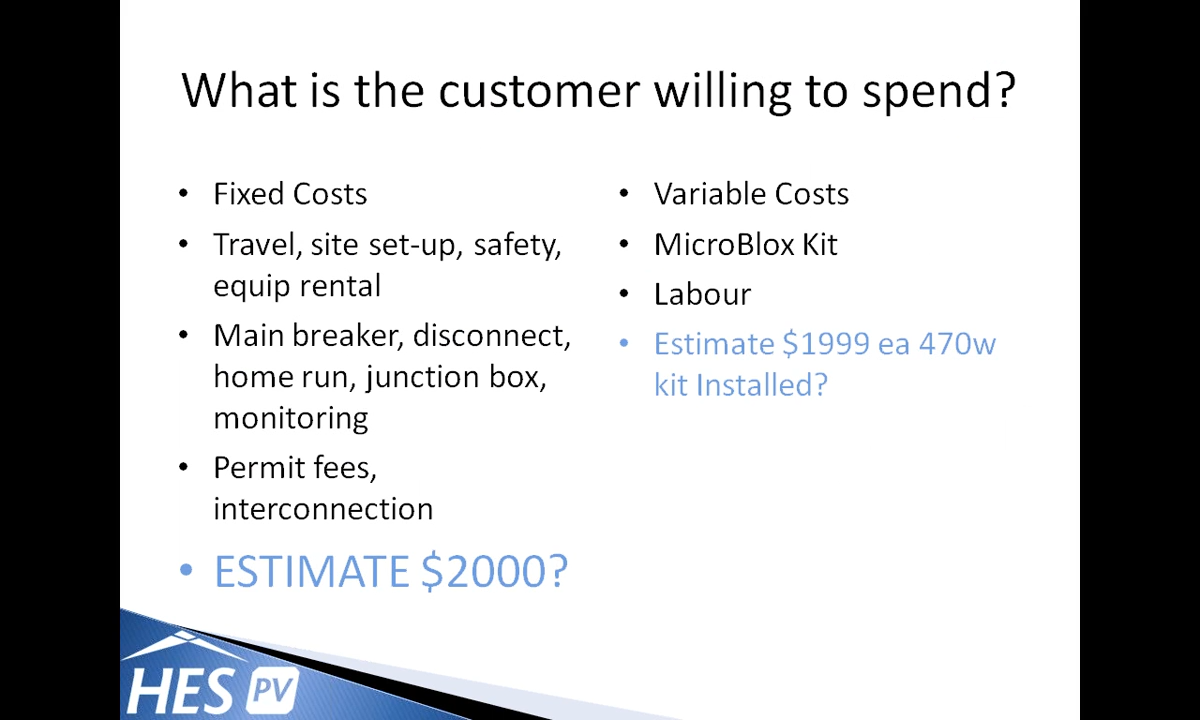 What is the customer willing to spend?
• Fixed Costs
• Travel, site set-up, safety,
equip rental
• Main breaker, disconnect,
home run, junction box,
monitoring
• Permit fees,
interconnection
• ESTIMATE $2000?
• Variable Costs
• MicroBlox Kit
• Labour
• Estimate $1999 ea 470w
kit Installed?
HES PV